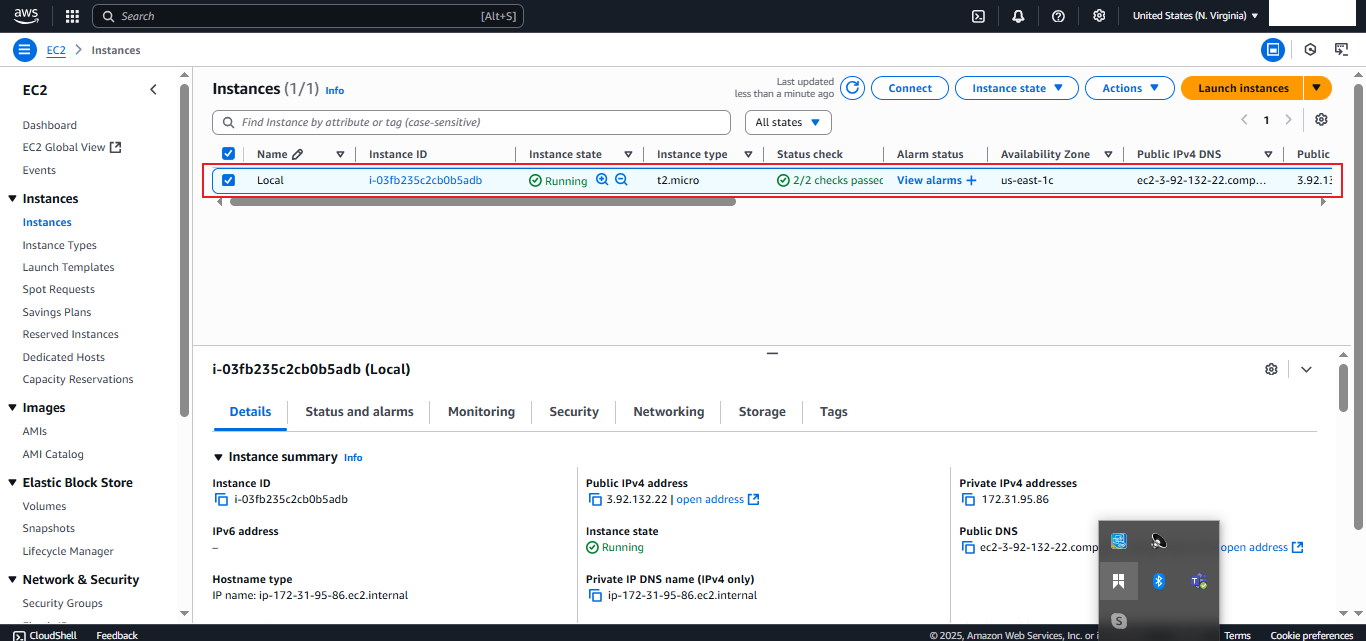 aws Search [Alt+S] United States (N. Virginia)
EC2 Instances
EC2
Dashboard
EC2 Global View
Events
Instances
Instances
Instance Types
Launch Templates
Spot Requests
Savings Plans
Reserved Instances
Dedicated Hosts
Capacity Reservations
Images
AMIs
AMI Catalog
Elastic Block Store
Volumes
Snapshots
Lifecycle Manager
Network & Security
Security Groups
Instances (1/1) Info
Last updated
less than a minute ago
Connect Instance state Actions Launch instances
Find Instance by attribute or tag (case-sensitive) All states 1
Name Instance ID Instance state Instance type Status check Alarm status Availability Zone Public IPv4 DNS Public
Local i-03fb235c2cb0b5adb Running t2.micro 2/2 checks passed View alarms + us-east-1c ec2-3-92-132-22.comp... 3.92.13
i-03fb235c2cb0b5adb (Local)
Details Status and alarms Monitoring Security Networking Storage Tags
Instance summary Info
Instance ID
i-03fb235c2cb0b5adb
Public IPv4 address
3.92.132.22 | open address
Private IPv4 addresses
172.31.95.86
IPv6 address
–
Instance state
Running
Public DNS
ec2-3-92-132-22.comp open address
Hostname type
IP name: ip-172-31-95-86.ec2.internal
Private IP DNS name (IPv4 only)
ip-172-31-95-86.ec2.internal
CloudShell Feedback © 2025, Amazon Web Services, Inc. or i Terms Cookie preferences